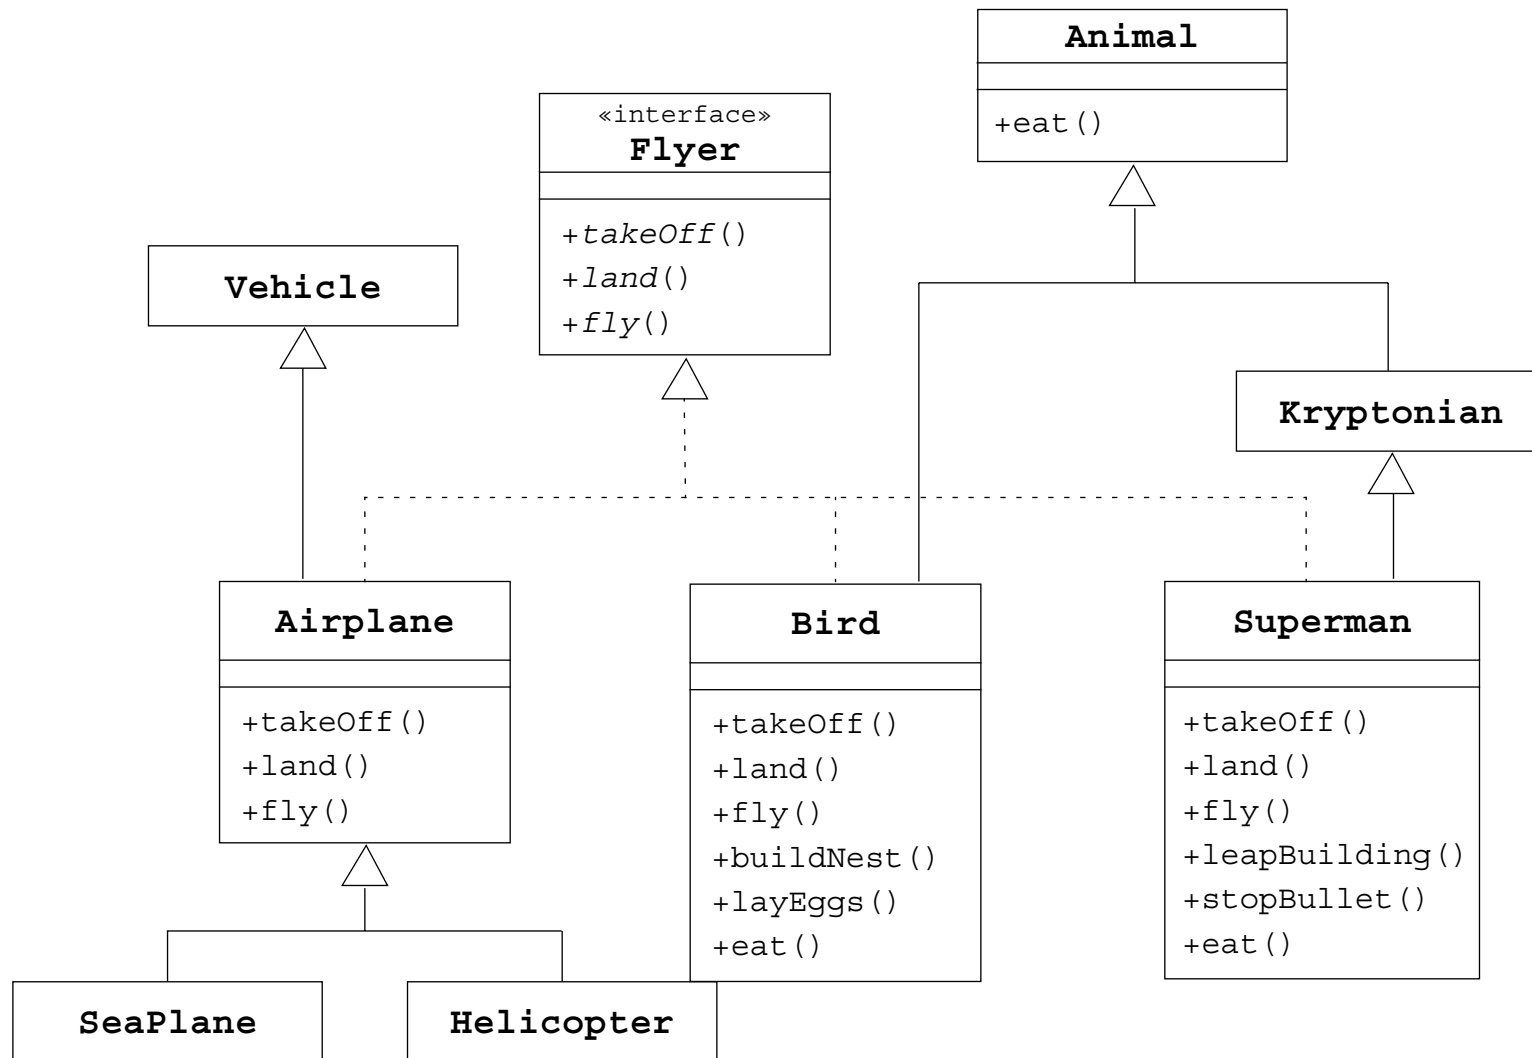 Animal
+eat()
«interface»
Flyer
+takeOff()
+land()
+fly()
Vehicle
Kryptonian
Airplane
+takeOff()
+land()
+fly()
Bird
+takeOff()
+land()
+fly()
+buildNest()
+layEggs()
+eat()
Superman
+takeOff()
+land()
+fly()
+leapBuilding()
+stopBullet()
+eat()
SeaPlane
Helicopter